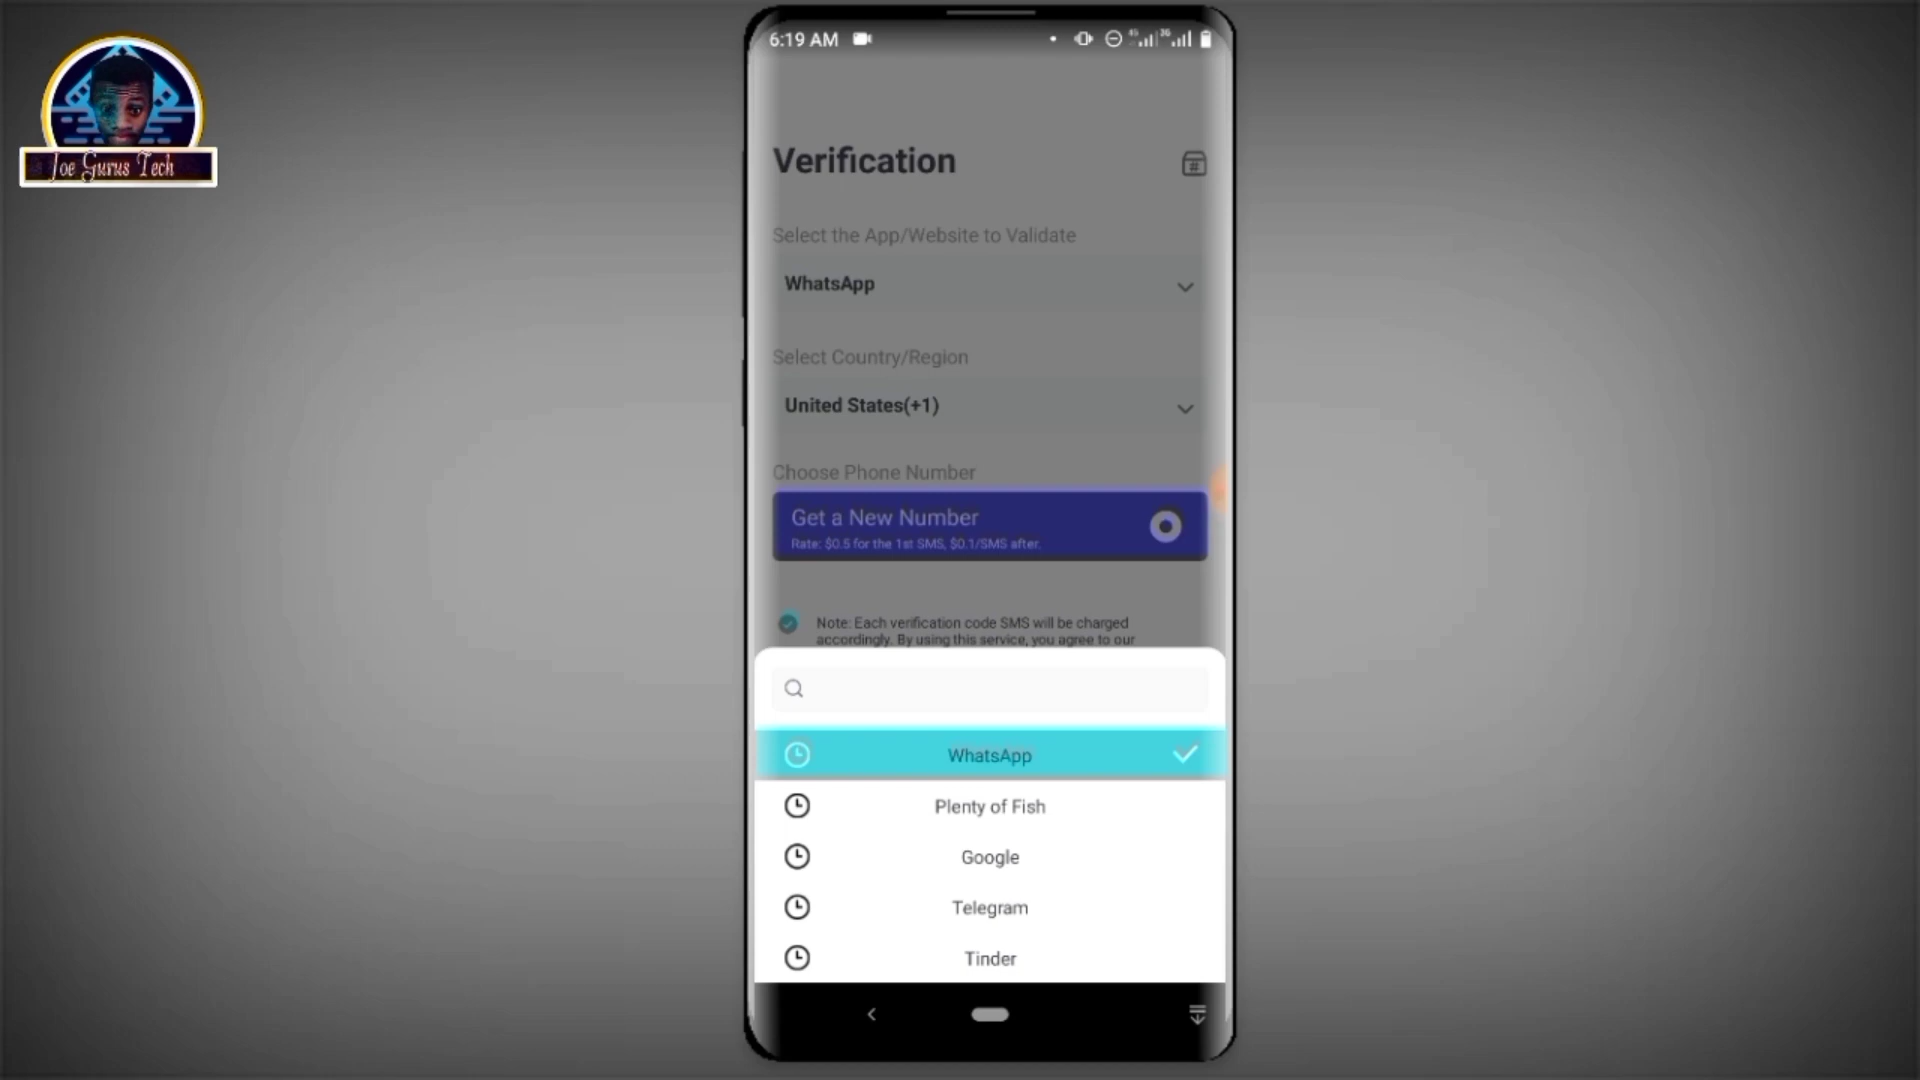 Joe Gurus Tech
6:19 AM
4G
3G
Verification
#
Select the App/Website to Validate
WhatsApp
Select Country/Region
United States(+1)
Choose Phone Number
Get a New Number
Rate: $0.5 for the 1st SMS, $0.1/SMS after.
Note: Each verification code SMS will be charged
accordingly. By using this service, you agree to our
WhatsApp
Plenty of Fish
Google
Telegram
Tinder